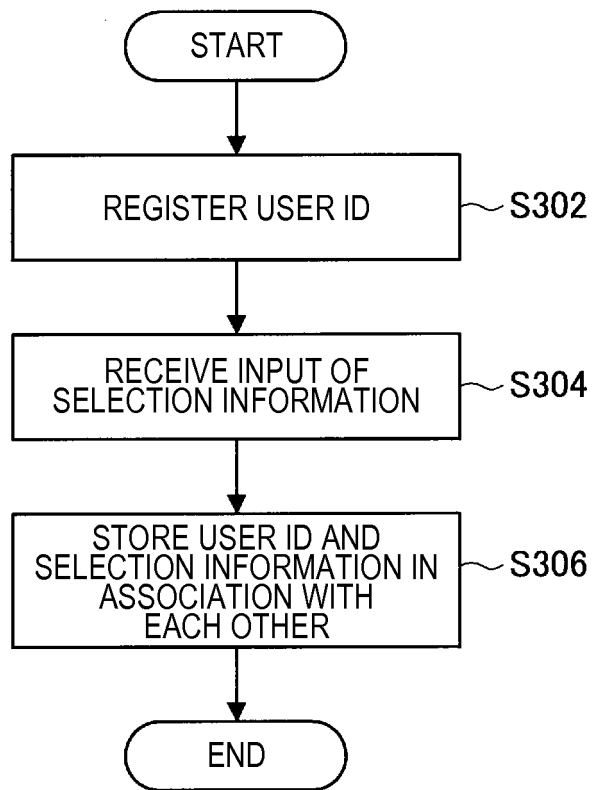 START
REGISTER USER ID
S302
RECEIVE INPUT OF
SELECTION INFORMATION
S304
STORE USER ID AND
SELECTION INFORMATION IN
ASSOCIATION WITH
EACH OTHER
S306
END